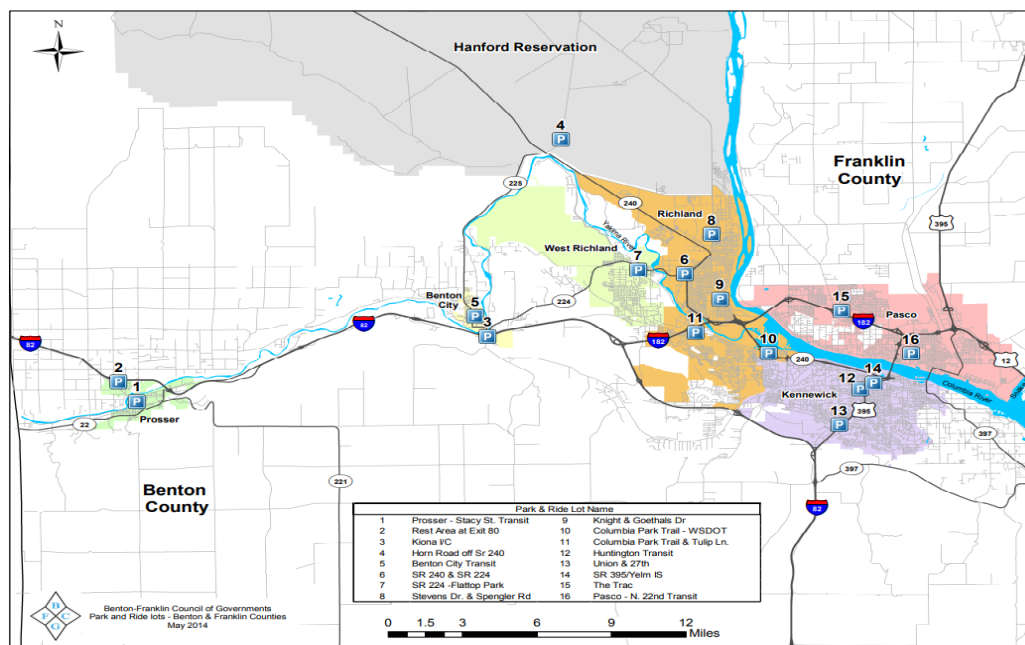 N
Hanford Reservation
4
Franklin
County
225
240
395
Richland
8
Yakima River
West Richland
7
6
Benton
City
5
9
15
224
3
82
182
Pasco
82
11
182
16
10
2
240
12
1
14
12
Kennewick
Columbia River
Prosser
395
13
22
397
397
Benton
County
221
82
Park & Ride Lot Name
1 Prosser - Stacy St. Transit 9 Knight & Goethals Dr
2 Rest Area at Exit 80 10 Columbia Park Trail - WSDOT
3 Kiona I/C 11 Columbia Park Trail & Tulip Ln.
4 Horn Road off Sr 240 12 Huntington Transit
5 Benton City Transit 13 Union & 27th
6 SR 240 & SR 224 14 SR 395/Yelm IS
7 SR 224 -Flattop Park 15 The Trac
8 Stevens Dr. & Spengler Rd 16 Pasco - N. 22nd Transit
B
F C
G
Benton-Franklin Council of Governments
Park and Ride lots - Benton & Franklin Counties
May 2014
0 1.5 3 6 9 12
Miles